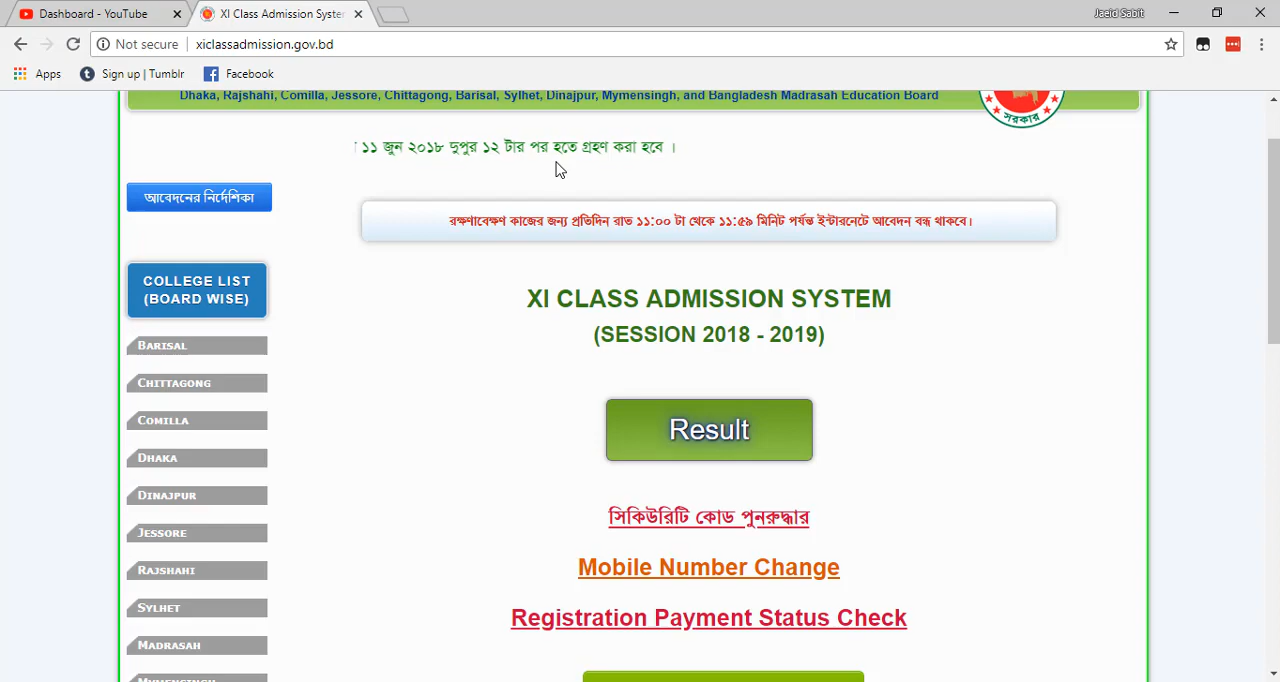 Dashboard - YouTube
XI Class Admission System
Jaeid Sabit
Not secure
xiclassadmission.gov.bd
Apps
Sign up | Tumblr
Facebook
Dhaka, Rajshahi, Comilla, Jessore, Chittagong, Barisal, Sylhet, Dinajpur, Mymensingh, and Bangladesh Madrasah Education Board
সরকার
১১ জুন ২০১৮ দুপুর ১২ টার পর হতে গ্রহণ করা হবে ।
আবেদনের নির্দেশিকা
রক্ষণাবেক্ষণ কাজের জন্য প্রতিদিন রাত ১১:০০ টা থেকে ১১:৫৯ মিনিট পর্যন্ত ইন্টারনেটে আবেদন বন্ধ থাকবে।
COLLEGE LIST
(BOARD WISE)
BARISAL
CHITTAGONG
COMILLA
DHAKA
DINAJPUR
JESSORE
RAJSHAHI
SYLHET
MADRASAH
MYMENSINGH
XI CLASS ADMISSION SYSTEM
(SESSION 2018 - 2019)
Result
সিকিউরিটি কোড পুনরুদ্ধার
Mobile Number Change
Registration Payment Status Check